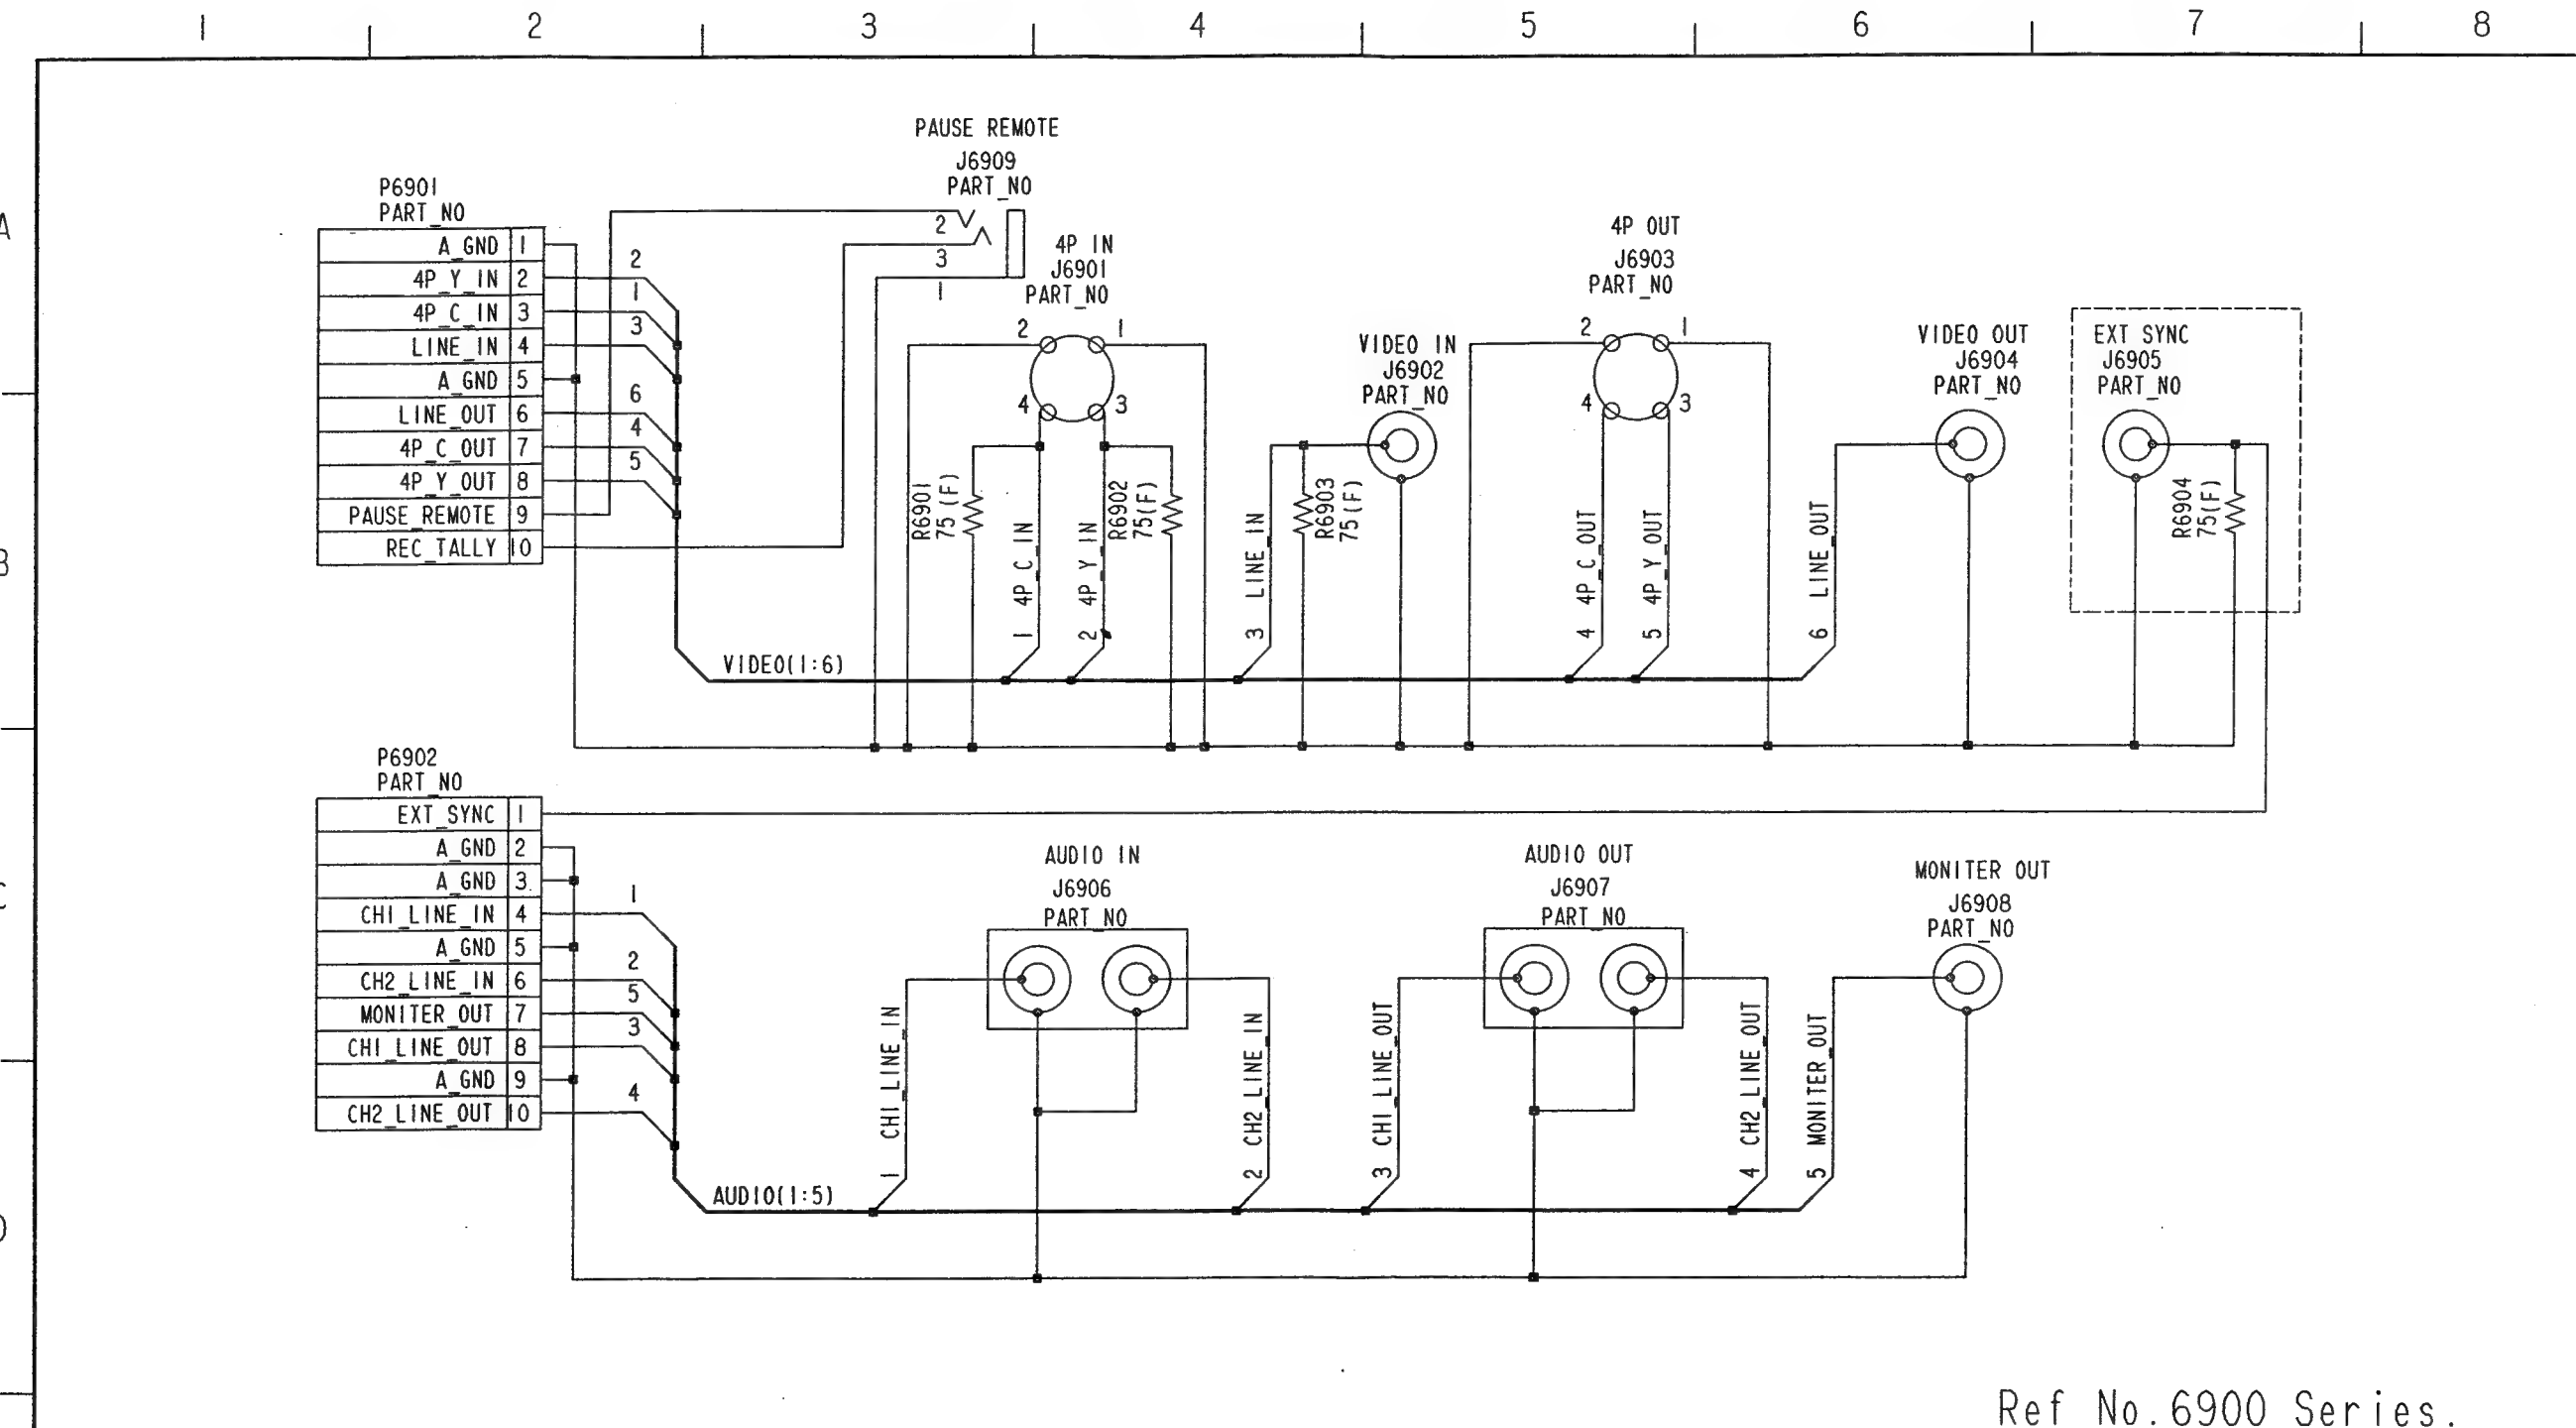 1 2 3 4 5 6 7 8
A
B
C
D
PAUSE REMOTE
J6909
PART_NO
2
3
1
P6901
PART_NO
A_GND 1
4P_Y_IN 2
4P_C_IN 3
LINE_IN 4
A_GND 5
LINE_OUT 6
4P_C_OUT 7
4P_Y_OUT 8
PAUSE_REMOTE 9
REC_TALLY 10
2
1
3
6
4
5
4P IN
J6901
PART_NO
2 1
4 3
R6901
75(F)
1 4P_C_IN
2 4P_Y_IN
R6902
75(F)
VIDEO IN
J6902
PART_NO
3 LINE_IN
R6903
75(F)
4P OUT
J6903
PART_NO
2 1
4 3
4 4P_C_OUT
5 4P_Y_OUT
VIDEO OUT
J6904
PART_NO
6 LINE_OUT
EXT SYNC
J6905
PART_NO
R6904
75(F)
VIDEO(1:6)
P6902
PART_NO
EXT_SYNC 1
A_GND 2
A_GND 3
CH1_LINE_IN 4
A_GND 5
CH2_LINE_IN 6
MONITER_OUT 7
CH1_LINE_OUT 8
A_GND 9
CH2_LINE_OUT 10
1
2
5
3
4
AUDIO IN
J6906
PART_NO
1 CH1_LINE_IN
2 CH2_LINE_IN
AUDIO OUT
J6907
PART_NO
3 CH1_LINE_OUT
4 CH2_LINE_OUT
MONITER OUT
J6908
PART_NO
5 MONITER_OUT
AUDIO(1:5)
Ref No.6900 Series.